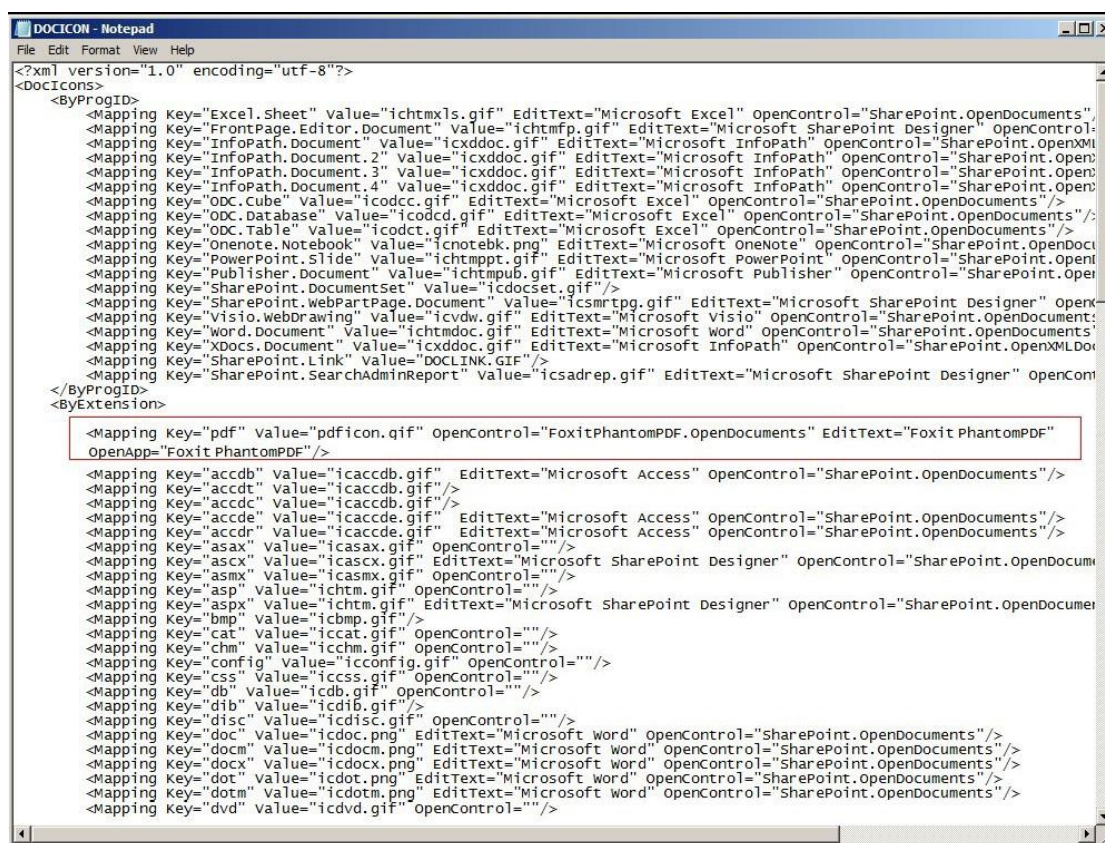 DOCICON - Notepad
File Edit Format View Help
<?xml version="1.0" encoding="utf-8"?>
<DocIcons>
<ByProgID>
<Mapping Key="Excel.Sheet" Value="ichtmxls.gif" EditText="Microsoft Excel" OpenControl="SharePoint.OpenDocuments"/
<Mapping Key="FrontPage.Editor.Document" Value="ichtmfp.gif" EditText="Microsoft SharePoint Designer" OpenControl=
<Mapping Key="InfoPath.Document" Value="icxddoc.gif" EditText="Microsoft InfoPath" OpenControl="SharePoint.OpenXML
<Mapping Key="InfoPath.Document.2" Value="icxddoc.gif" EditText="Microsoft InfoPath" OpenControl="SharePoint.Open
<Mapping Key="InfoPath.Document.3" Value="icxddoc.gif" EditText="Microsoft InfoPath" OpenControl="SharePoint.Open
<Mapping Key="InfoPath.Document.4" Value="icxddoc.gif" EditText="Microsoft InfoPath" OpenControl="SharePoint.Open
<Mapping Key="ODC.Cube" Value="icodcc.gif" EditText="Microsoft Excel" OpenControl="SharePoint.OpenDocuments"/>
<Mapping Key="ODC.Database" Value="icodcd.gif" EditText="Microsoft Excel" OpenControl="SharePoint.OpenDocuments"/>
<Mapping Key="ODC.Table" Value="icodct.gif" EditText="Microsoft Excel" OpenControl="SharePoint.OpenDocuments"/>
<Mapping Key="Onenote.Notebook" Value="icnotebk.png" EditText="Microsoft OneNote" OpenControl="SharePoint.OpenDocu
<Mapping Key="PowerPoint.Slide" Value="ichtmppt.gif" EditText="Microsoft PowerPoint" OpenControl="SharePoint.Open
<Mapping Key="Publisher.Document" Value="ichtmpub.gif" EditText="Microsoft Publisher" OpenControl="SharePoint.Oper
<Mapping Key="SharePoint.DocumentSet" Value="icdocset.gif"/>
<Mapping Key="SharePoint.WebPartPage.Document" Value="icsmrtpg.gif" EditText="Microsoft SharePoint Designer" Open
<Mapping Key="Visio.WebDrawing" Value="icvdw.gif" EditText="Microsoft Visio" OpenControl="SharePoint.OpenDocuments
<Mapping Key="Word.Document" Value="ichtmdoc.gif" EditText="Microsoft Word" OpenControl="SharePoint.OpenDocuments"
<Mapping Key="XDocs.Document" Value="icxddoc.gif" EditText="Microsoft InfoPath" OpenControl="SharePoint.OpenXMLDoc
<Mapping Key="SharePoint.Link" Value="DOCLINK.GIF"/>
<Mapping Key="SharePoint.SearchAdminReport" Value="icsadrep.gif" EditText="Microsoft SharePoint Designer" OpenCont
</ByProgID>
<ByExtension>
<Mapping Key="pdf" Value="pdficon.gif" OpenControl="FoxitPhantomPDF.OpenDocuments" EditText="Foxit PhantomPDF"
OpenApp="Foxit PhantomPDF"/>
<Mapping Key="accdb" Value="icaccdb.gif" EditText="Microsoft Access" OpenControl="SharePoint.OpenDocuments"/>
<Mapping Key="accdt" Value="icaccdb.gif"/>
<Mapping Key="accdc" Value="icaccdb.gif"/>
<Mapping Key="accde" Value="icaccde.gif" EditText="Microsoft Access" OpenControl="SharePoint.OpenDocuments"/>
<Mapping Key="accdr" Value="icaccde.gif" EditText="Microsoft Access" OpenControl="SharePoint.OpenDocuments"/>
<Mapping Key="asax" Value="icasax.gif" OpenControl=""/>
<Mapping Key="ascx" Value="icascx.gif" EditText="Microsoft SharePoint Designer" OpenControl="SharePoint.OpenDocume
<Mapping Key="asmx" Value="icasmx.gif" OpenControl=""/>
<Mapping Key="asp" Value="ichtm.gif" OpenControl=""/>
<Mapping Key="aspx" Value="ichtm.gif" EditText="Microsoft SharePoint Designer" OpenControl="SharePoint.OpenDocumer
<Mapping Key="bmp" Value="icbmp.gif"/>
<Mapping Key="cat" Value="iccat.gif" OpenControl=""/>
<Mapping Key="chm" Value="icchm.gif" OpenControl=""/>
<Mapping Key="config" Value="icconfig.gif" OpenControl=""/>
<Mapping Key="css" Value="iccss.gif" OpenControl=""/>
<Mapping Key="db" Value="icdb.gif" OpenControl=""/>
<Mapping Key="dib" Value="icdib.gif"/>
<Mapping Key="disc" Value="icdisc.gif" OpenControl=""/>
<Mapping Key="doc" Value="icdoc.png" EditText="Microsoft Word" OpenControl="SharePoint.OpenDocuments"/>
<Mapping Key="docm" Value="icdocm.png" EditText="Microsoft Word" OpenControl="SharePoint.OpenDocuments"/>
<Mapping Key="docx" Value="icdocx.png" EditText="Microsoft Word" OpenControl="SharePoint.OpenDocuments"/>
<Mapping Key="dot" Value="icdot.png" EditText="Microsoft Word" OpenControl="SharePoint.OpenDocuments"/>
<Mapping Key="dotm" Value="icdotm.png" EditText="Microsoft Word" OpenControl="SharePoint.OpenDocuments"/>
<Mapping Key="dvd" Value="icdvd.gif" OpenControl=""/>